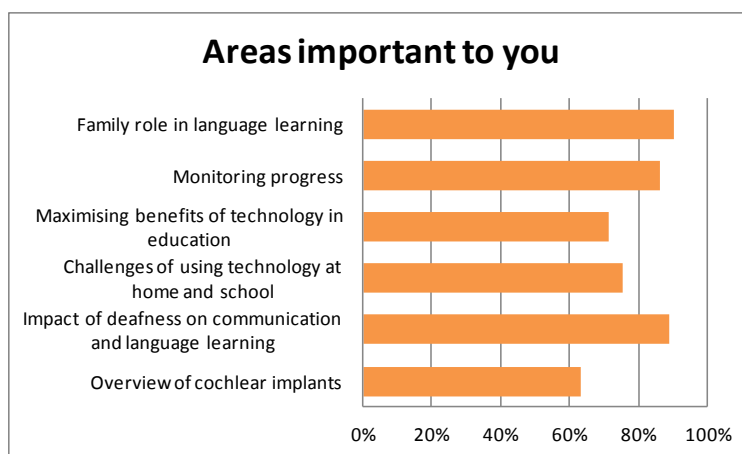 Areas important to you
Family role in language learning
Monitoring progress
Maximising benefits of technology in
education
Challenges of using technology at
home and school
Impact of deafness on communication
and language learning
Overview of cochlear implants
0% 20% 40% 60% 80% 100%